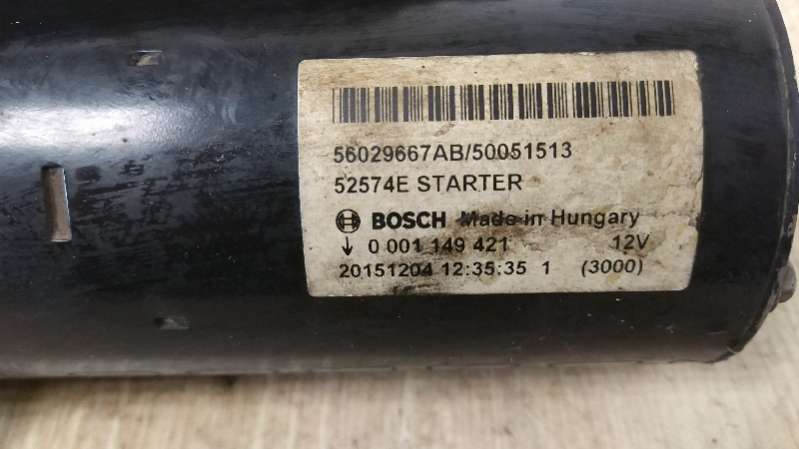 56029667AB/50051513
52574E STARTER
BOSCH Made in Hungary
↓ 0 001 149 421 12V
20151204 12:35:35 1 (3000)